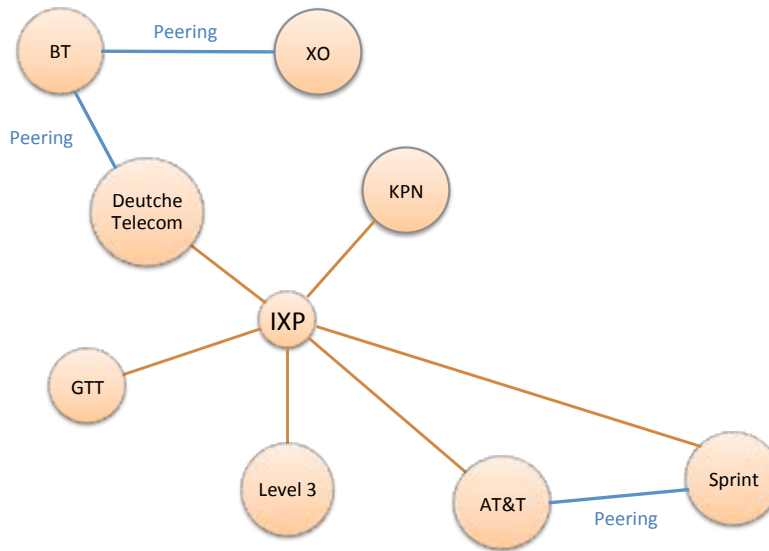 Peering
BT
XO
Peering
Deutche
Telecom
KPN
IXP
GTT
Level 3
AT&T
Sprint
Peering